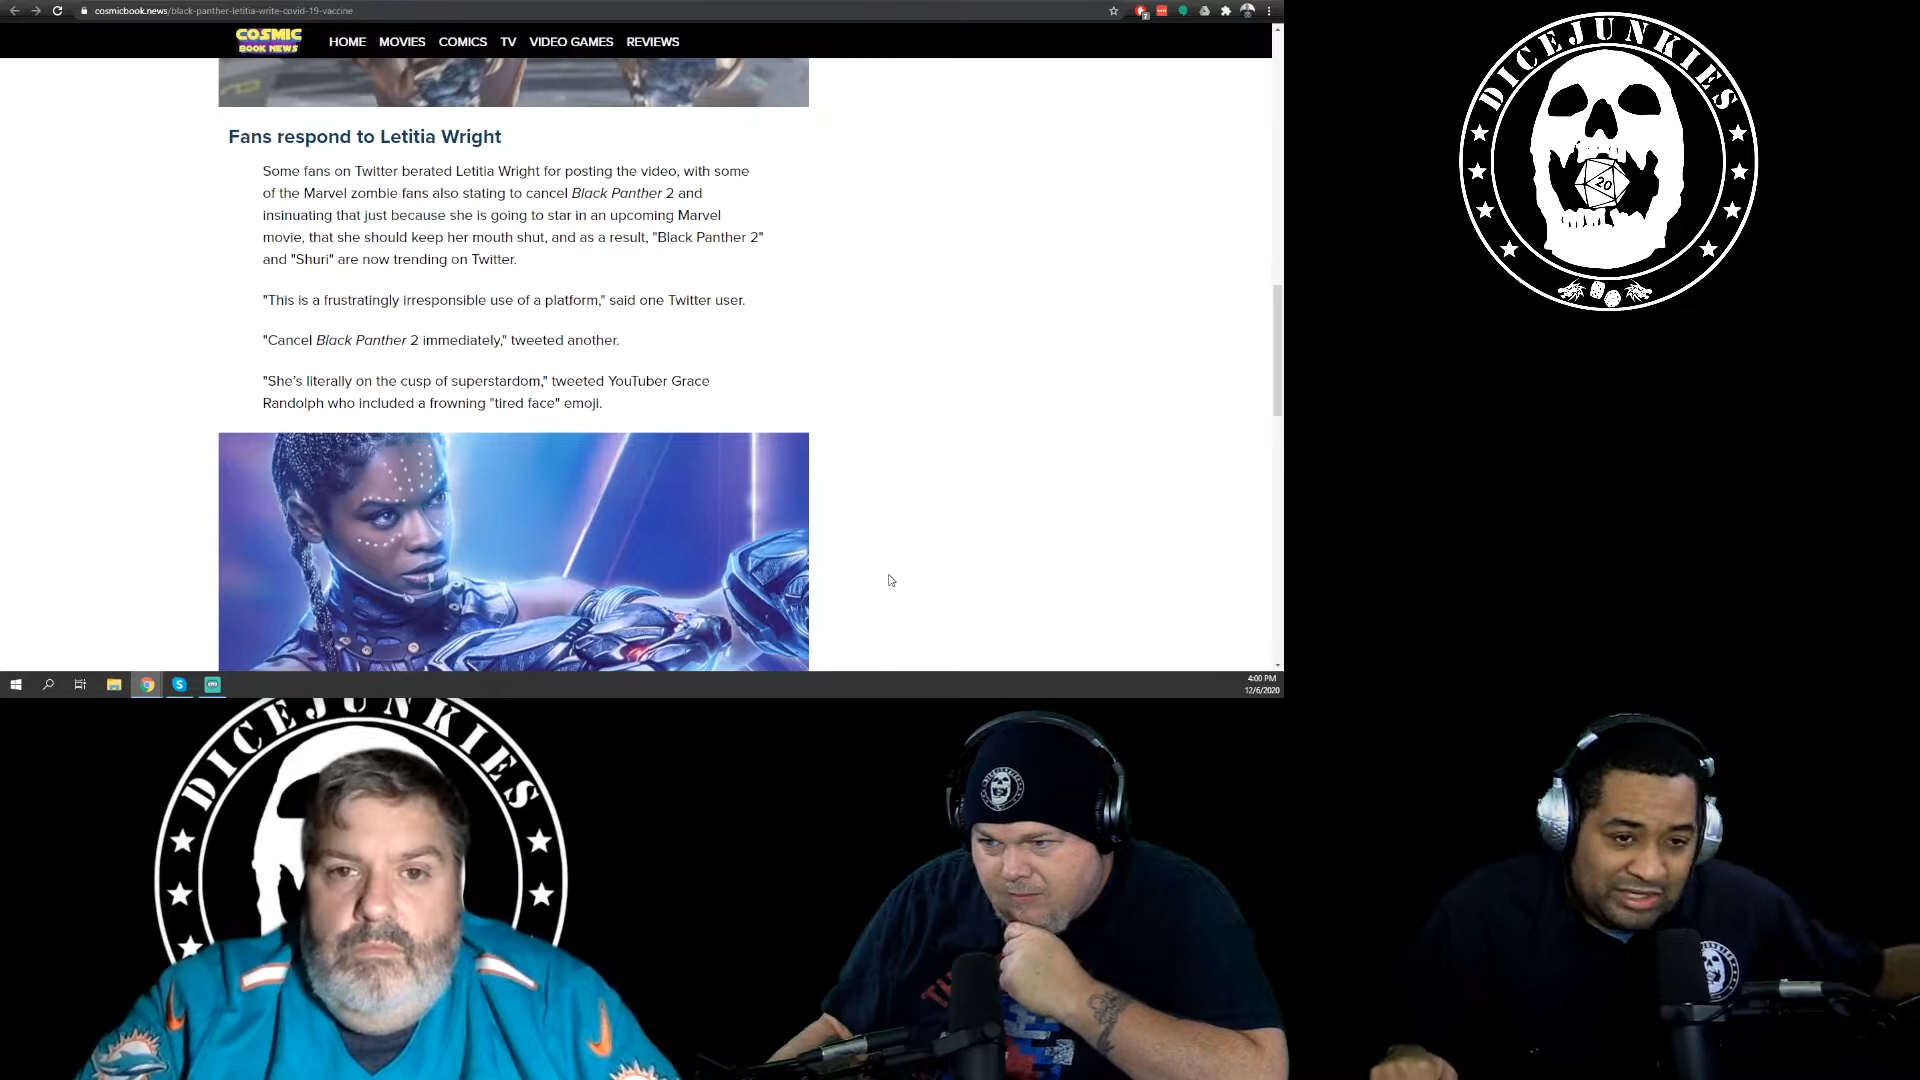 cosmicbook.news/black-panther-letitia-write-covid-19-vaccine
COSMIC
BOOK NEWS
HOME MOVIES COMICS TV VIDEO GAMES REVIEWS
Fans respond to Letitia Wright
Some fans on Twitter berated Letitia Wright for posting the video, with some
of the Marvel zombie fans also stating to cancel Black Panther 2 and
insinuating that just because she is going to star in an upcoming Marvel
movie, that she should keep her mouth shut, and as a result, "Black Panther 2"
and "Shuri" are now trending on Twitter.
"This is a frustratingly irresponsible use of a platform," said one Twitter user.
"Cancel Black Panther 2 immediately," tweeted another.
"She's literally on the cusp of superstardom," tweeted YouTuber Grace
Randolph who included a frowning "tired face" emoji.
4:00 PM
12/6/2020
DICEJUNKIES
20
DICEJUNKIES